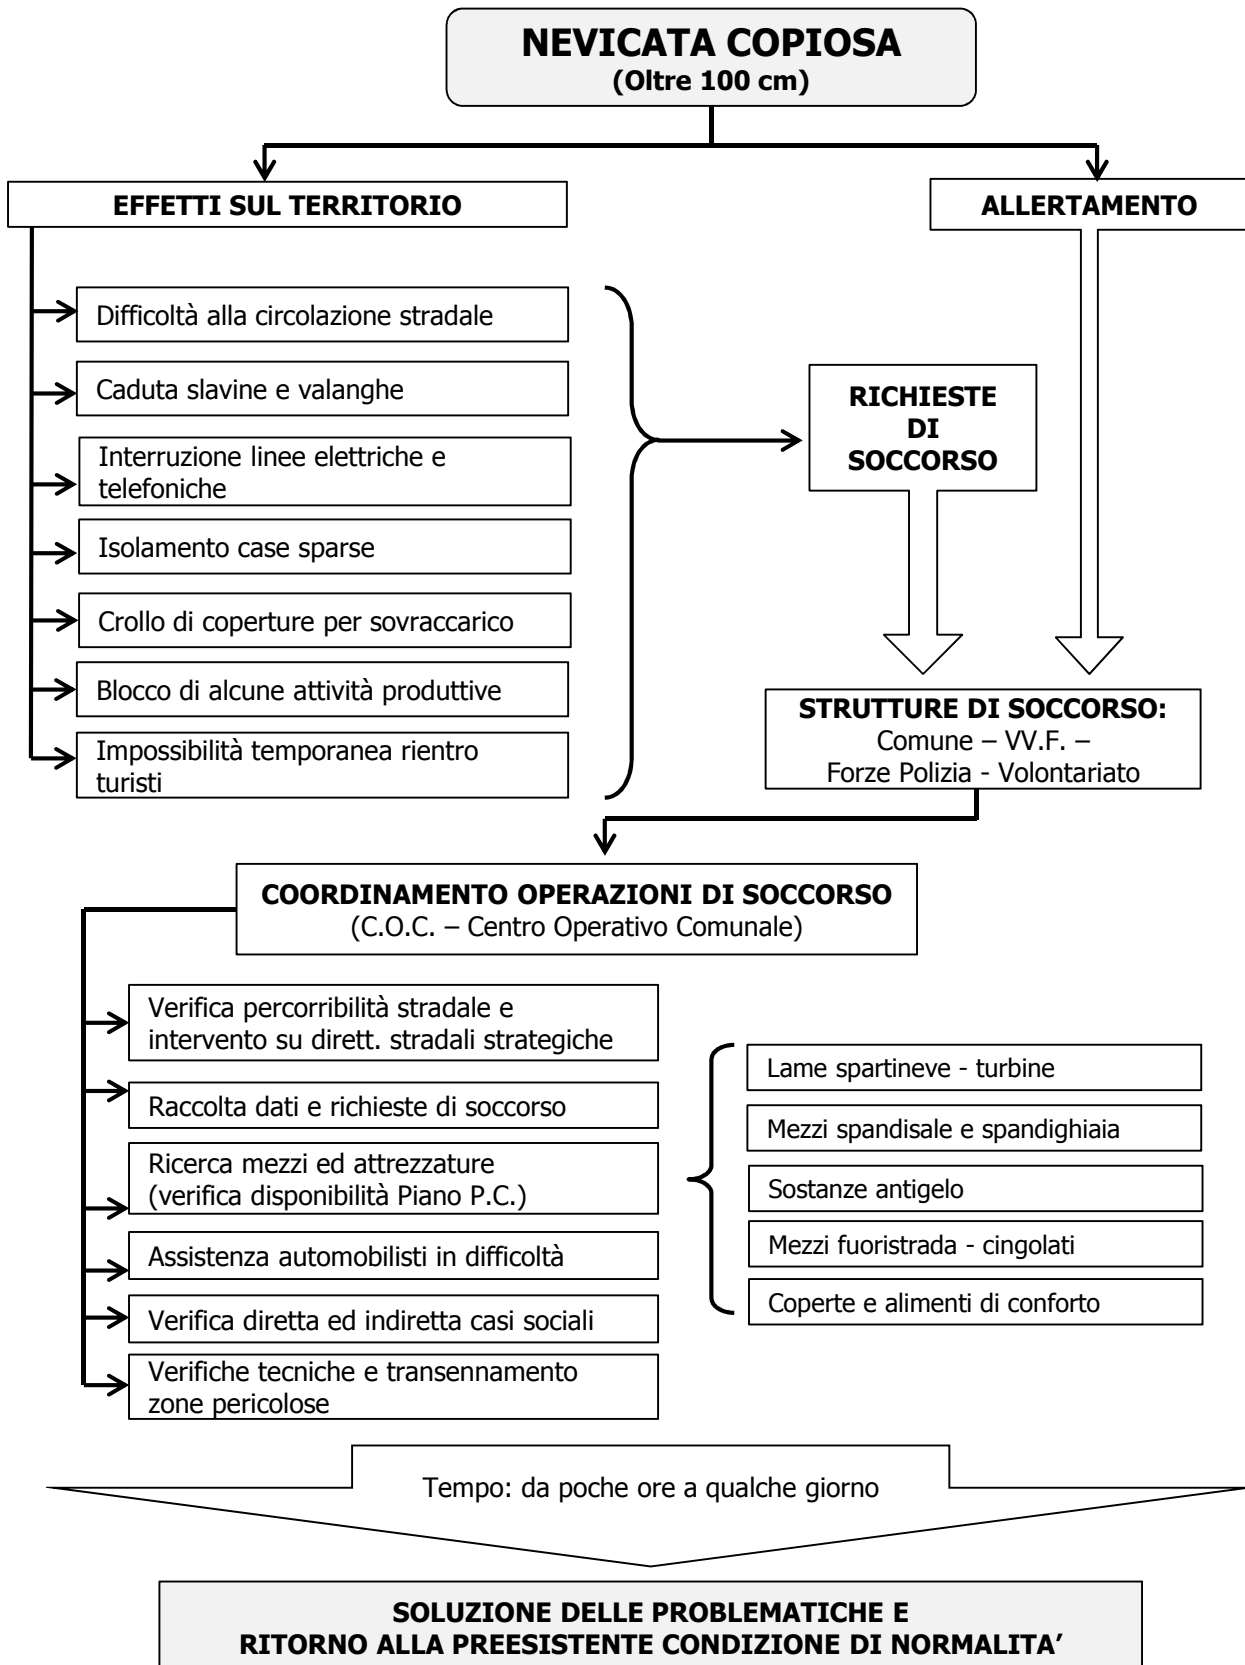 NEVICATA COPIOSA
(Oltre 100 cm)
EFFETTI SUL TERRITORIO
ALLERTAMENTO
Difficoltà alla circolazione stradale
Caduta slavine e valanghe
Interruzione linee elettriche e
telefoniche
Isolamento case sparse
Crollo di coperture per sovraccarico
Blocco di alcune attività produttive
Impossibilità temporanea rientro
turisti
RICHIESTE
DI
SOCCORSO
STRUTTURE DI SOCCORSO:
Comune – VV.F. –
Forze Polizia - Volontariato
COORDINAMENTO OPERAZIONI DI SOCCORSO
(C.O.C. – Centro Operativo Comunale)
Verifica percorribilità stradale e
intervento su dirett. stradali strategiche
Raccolta dati e richieste di soccorso
Ricerca mezzi ed attrezzature
(verifica disponibilità Piano P.C.)
Assistenza automobilisti in difficoltà
Verifica diretta ed indiretta casi sociali
Verifiche tecniche e transennamento
zone pericolose
Lame spartineve - turbine
Mezzi spandisale e spandighiaia
Sostanze antigelo
Mezzi fuoristrada - cingolati
Coperte e alimenti di conforto
Tempo: da poche ore a qualche giorno
SOLUZIONE DELLE PROBLEMATICHE E
RITORNO ALLA PREESISTENTE CONDIZIONE DI NORMALITA’